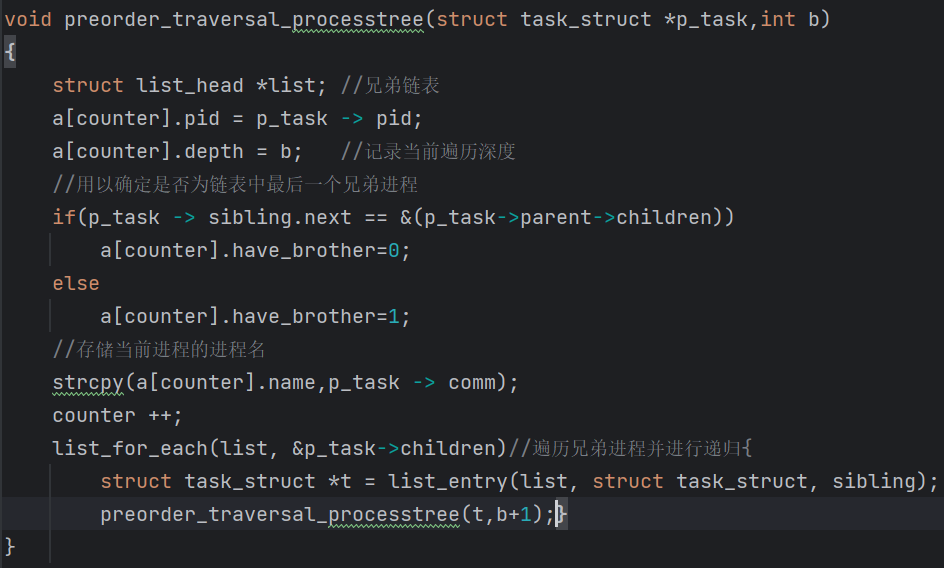 void preorder_traversal_processtree(struct task_struct *p_task,int b)
{
    struct list_head *list; //兄弟链表
    a[counter].pid = p_task -> pid;
    a[counter].depth = b;   //记录当前遍历深度
    //用以确定是否为链表中最后一个兄弟进程
    if(p_task -> sibling.next == &(p_task->parent->children))
        a[counter].have_brother=0;
    else
        a[counter].have_brother=1;
    //存储当前进程的进程名
    strcpy(a[counter].name,p_task -> comm);
    counter ++;
    list_for_each(list, &p_task->children)//遍历兄弟进程并进行递归{
        struct task_struct *t = list_entry(list, struct task_struct, sibling);
        preorder_traversal_processtree(t,b+1);}
}